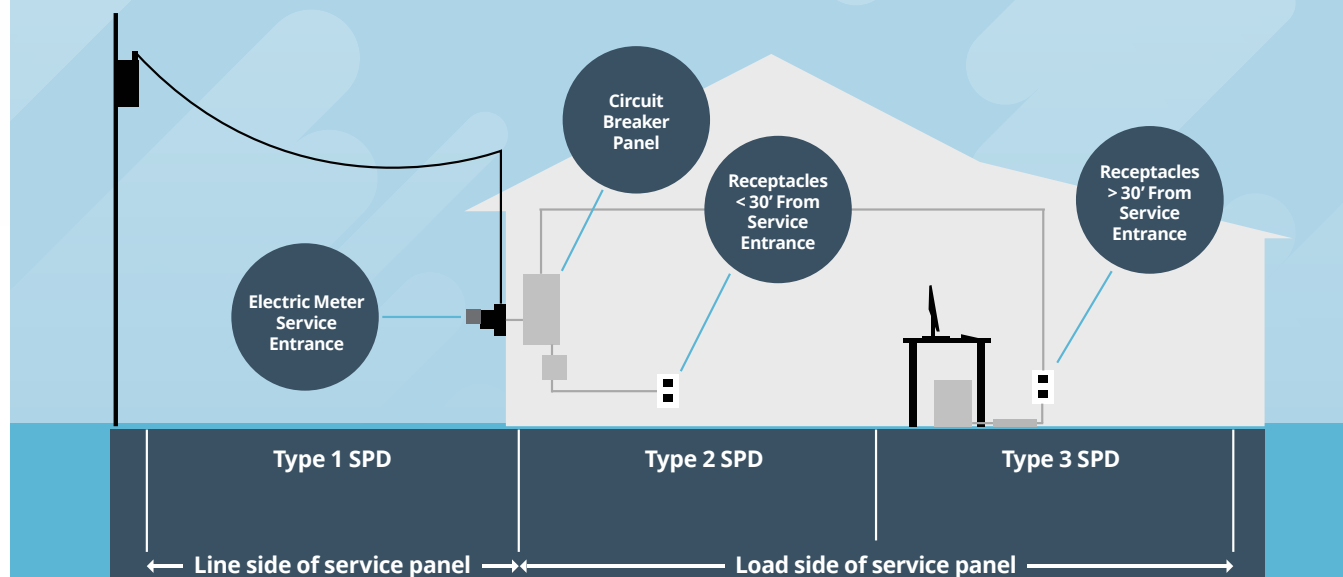 Circuit
Breaker
Panel
Receptacles
< 30’ From
Service
Entrance
Receptacles
> 30’ From
Service
Entrance
Electric Meter
Service
Entrance
Type 1 SPD
Type 2 SPD
Type 3 SPD
Line side of service panel
Load side of service panel